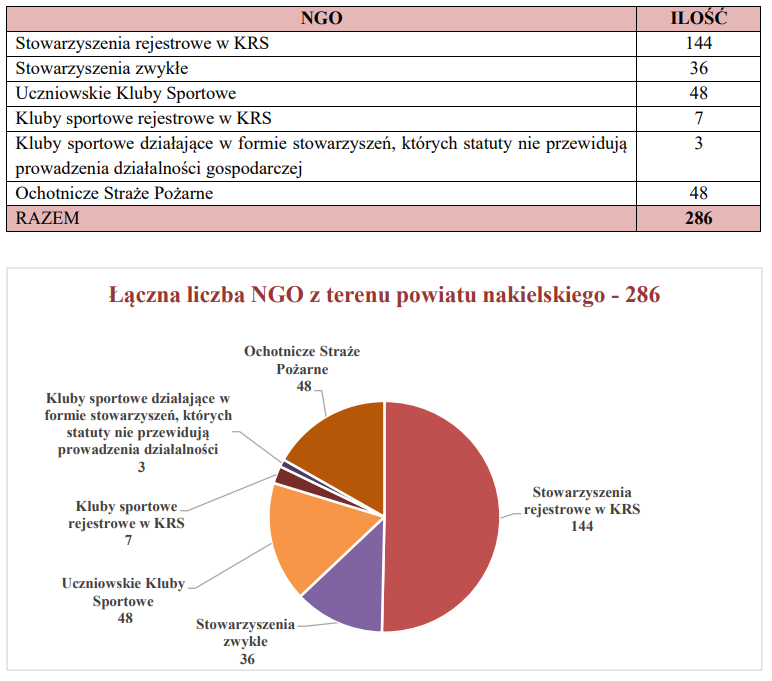 NGO ILOŚĆ
Stowarzyszenia rejestrowe w KRS 144
Stowarzyszenia zwykłe 36
Uczniowskie Kluby Sportowe 48
Kluby sportowe rejestrowe w KRS 7
Kluby sportowe działające w formie stowarzyszeń, których statuty nie przewidują 3
prowadzenia działalności gospodarczej
Ochotnicze Straże Pożarne 48
RAZEM 286
Łączna liczba NGO z terenu powiatu nakielskiego - 286
Ochotnicze Straże
Pożarne
48
Kluby sportowe działające w
formie stowarzyszeń, których
statuty nie przewidują
prowadzenia działalności
3
Stowarzyszenia
rejestrowe w KRS
144
Kluby sportowe
rejestrowe w KRS
7
Uczniowskie Kluby
Sportowe
48
Stowarzyszenia
zwykłe
36